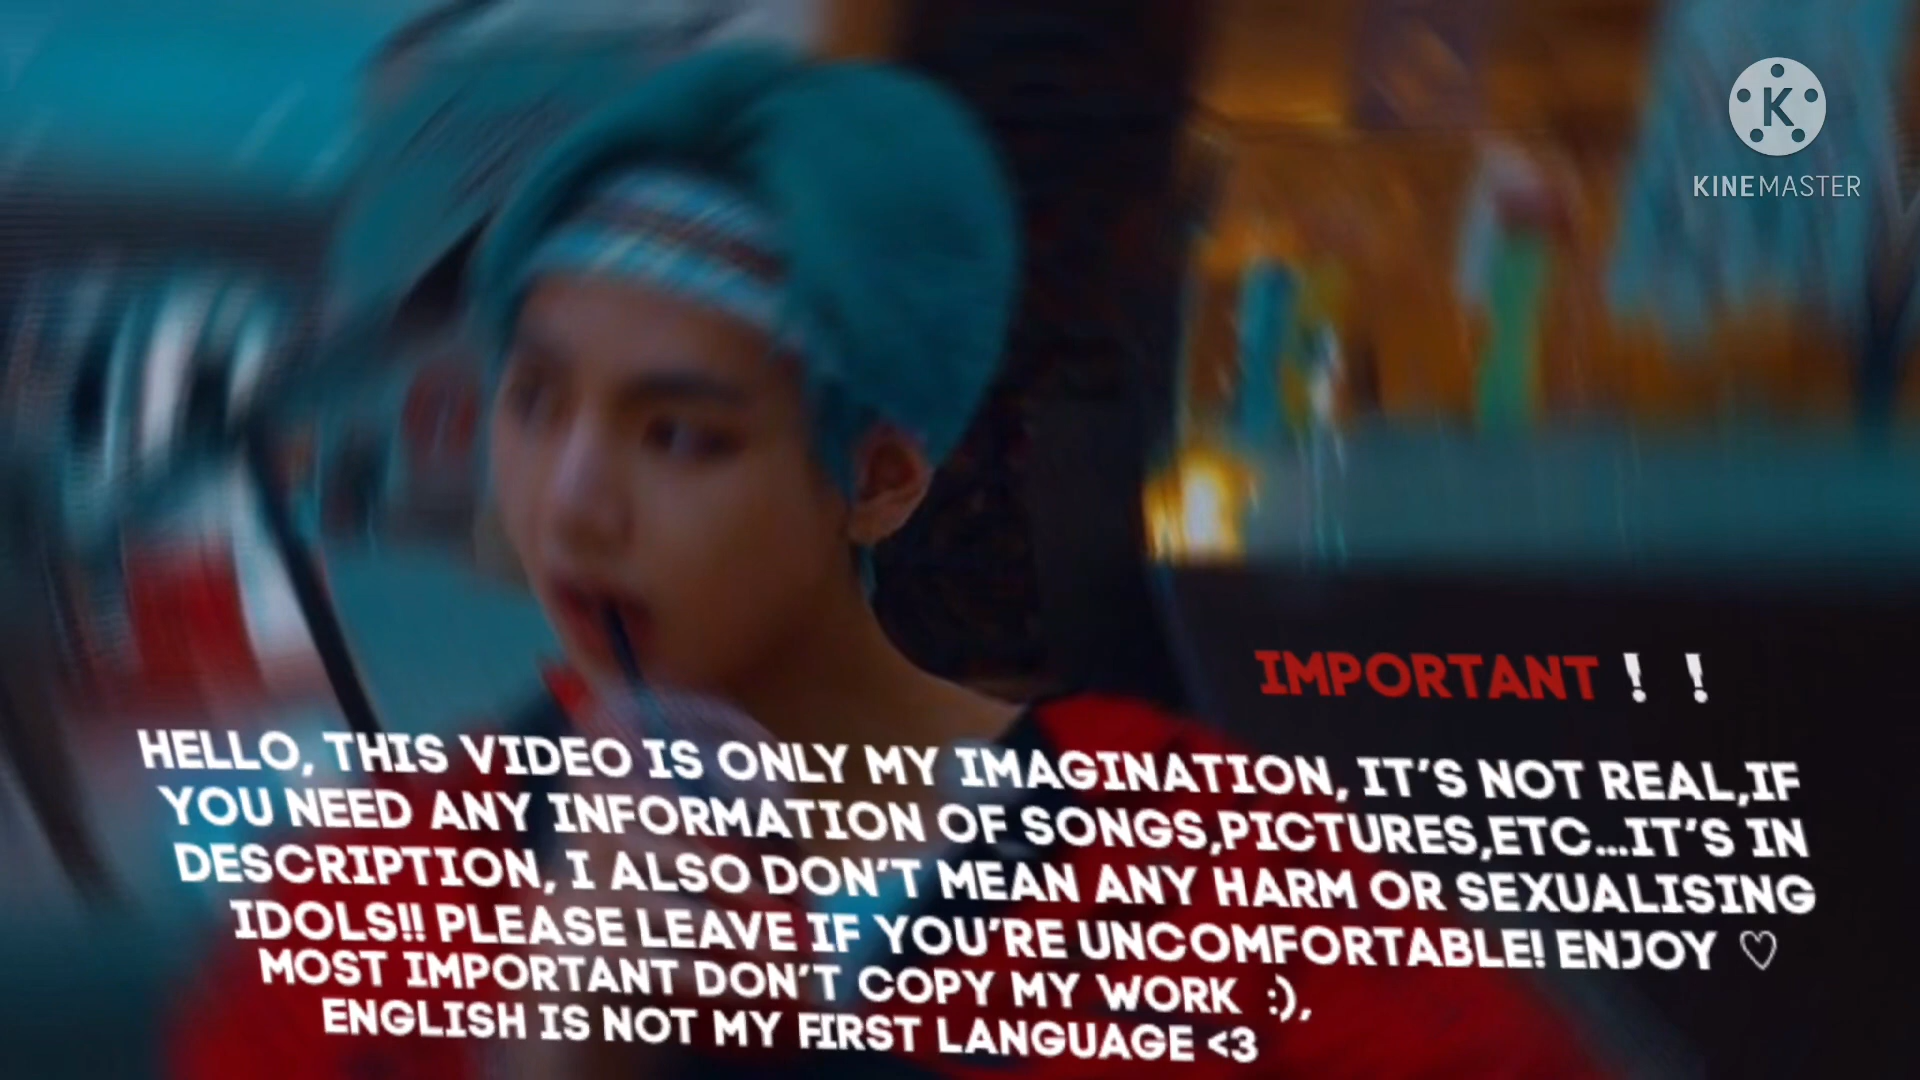 K
KINEMASTER
IMPORTANT❕❕
HELLO, THIS VIDEO IS ONLY MY IMAGINATION, IT'S NOT REAL,IF
YOU NEED ANY INFORMATION OF SONGS,PICTURES,ETC...IT'S IN
DESCRIPTION, I ALSO DON'T MEAN ANY HARM OR SEXUALISING
IDOLS!! PLEASE LEAVE IF YOU'RE UNCOMFORTABLE! ENJOY ♡
MOST IMPORTANT DON'T COPY MY WORK :),
ENGLISH IS NOT MY FIRST LANGUAGE <3